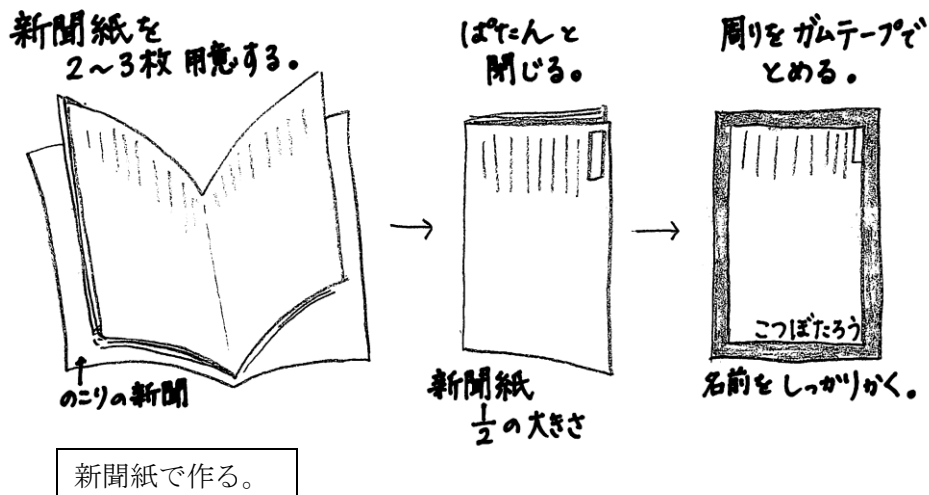 新聞紙を
2～3枚 用意する。
ぱたんと
閉じる。
周りをガムテープで
とめる。
のこりの新聞
新聞紙
1/2の大きさ
こつぼたろう
名前をしっかりかく。
新聞紙で作る。